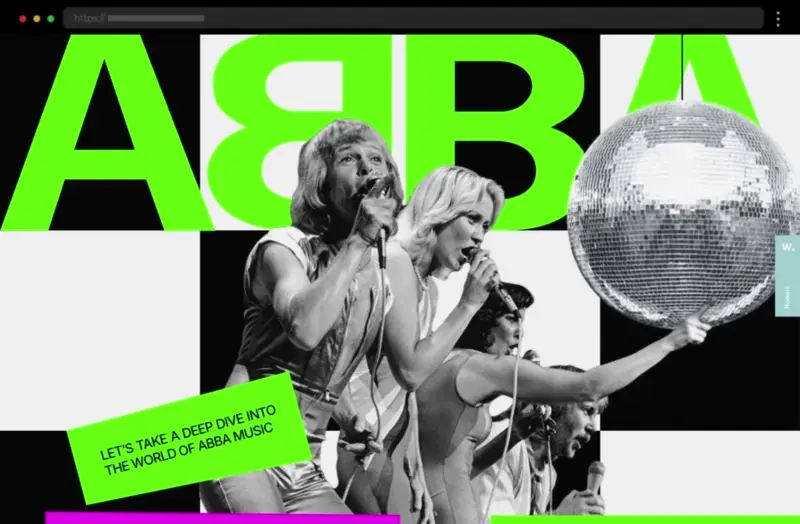 https://
ABBA
W.
LET'S TAKE A DEEP DIVE INTO
THE WORLD OF ABBA MUSIC